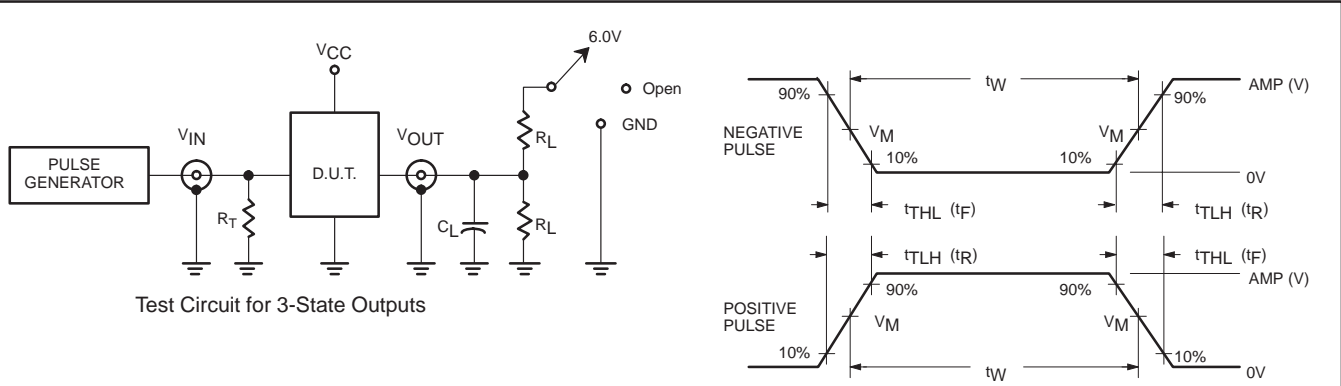 6.0V
VCC
Open
VIN
VOUT
RL
GND
PULSE
GENERATOR
D.U.T.
RT
CL
RL
Test Circuit for 3-State Outputs
tW
AMP (V)
90%
90%
NEGATIVE
PULSE
VM
VM
10%
10%
0V
tTHL (tF)
tTLH (tR)
tTLH (tR)
tTHL (tF)
AMP (V)
90%
90%
POSITIVE
PULSE
VM
VM
10%
10%
tW
0V